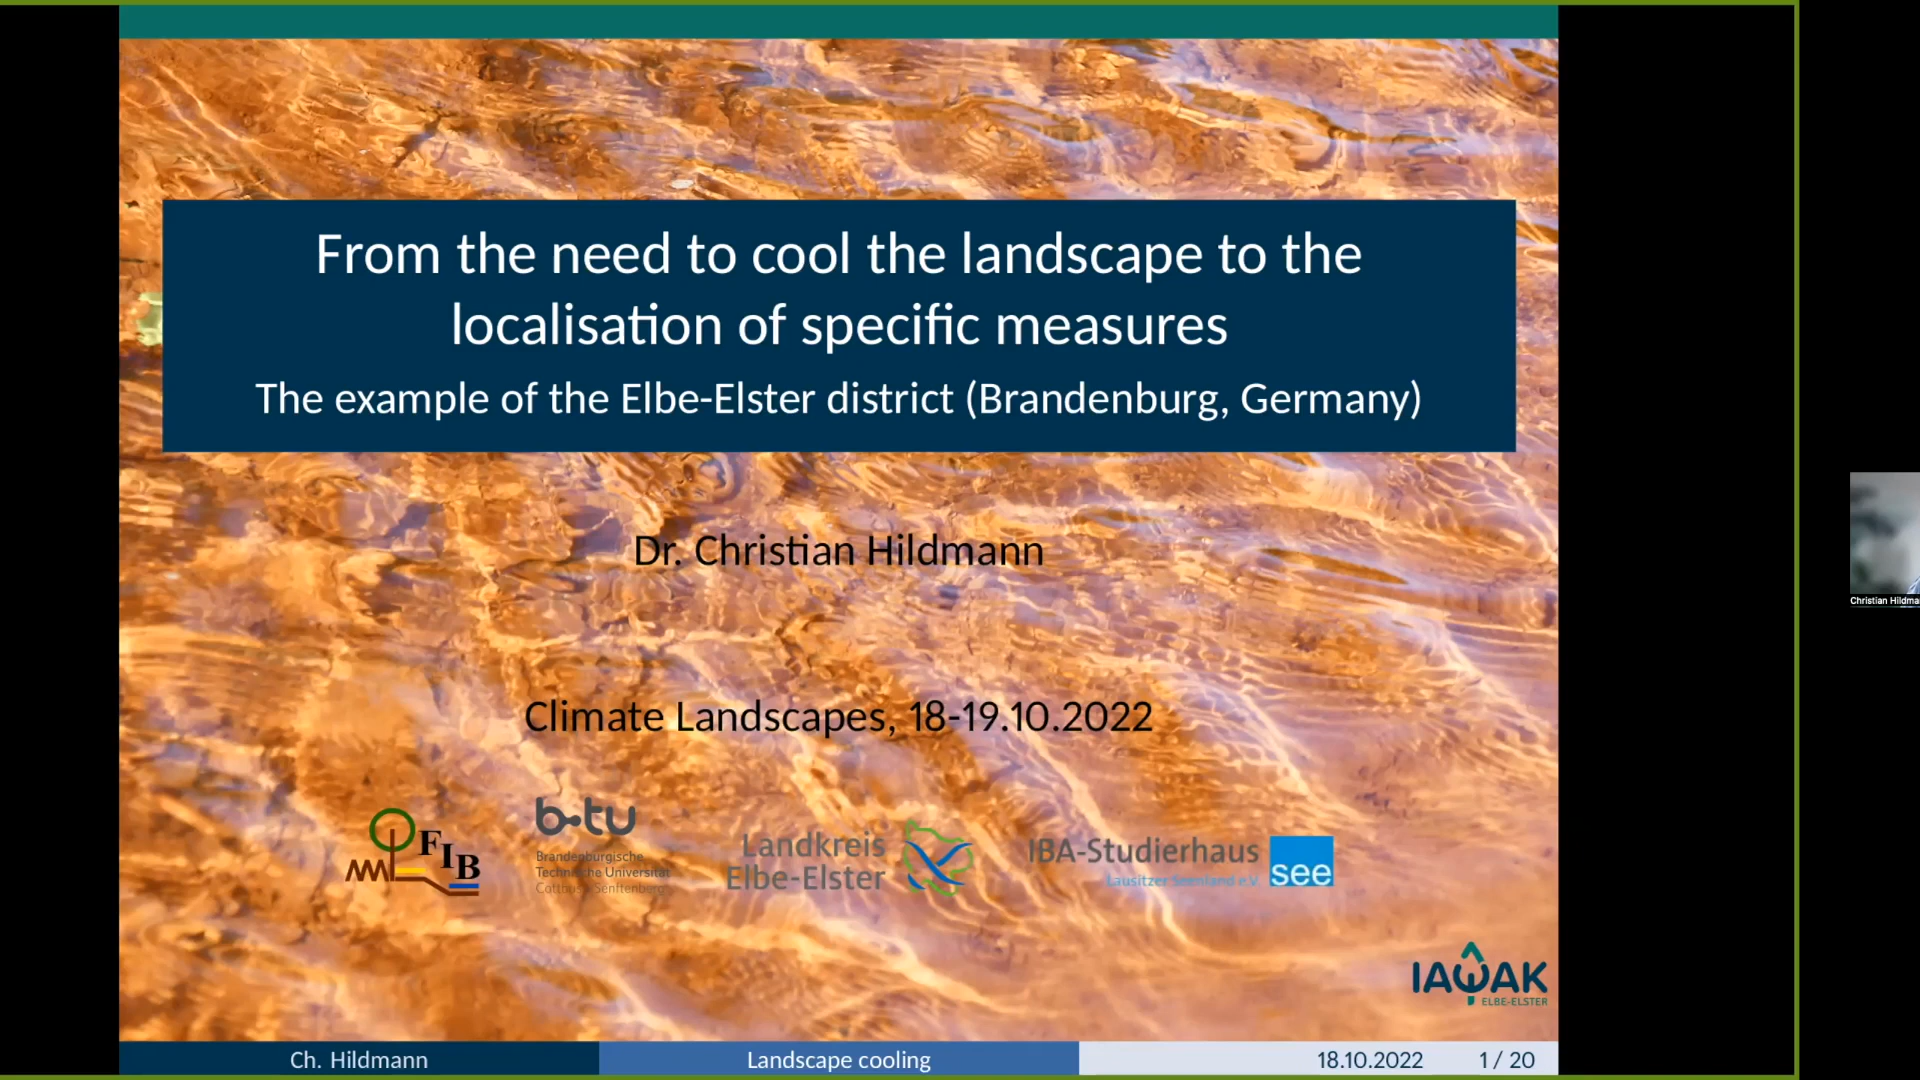 From the need to cool the landscape to the
localisation of specific measures
The example of the Elbe-Elster district (Brandenburg, Germany)
Dr. Christian Hildmann
Climate Landscapes, 18-19.10.2022
FIB
b-tu
Brandenburgische
Technische Universität
Cottbus - Senftenberg
Landkreis
Elbe-Elster
IBA-Studierhaus
Lausitzer Seenland e.V.
see
IAWAK
ELBE-ELSTER
Christian Hildma
Ch. Hildmann
Landscape cooling
18.10.2022
1 / 20